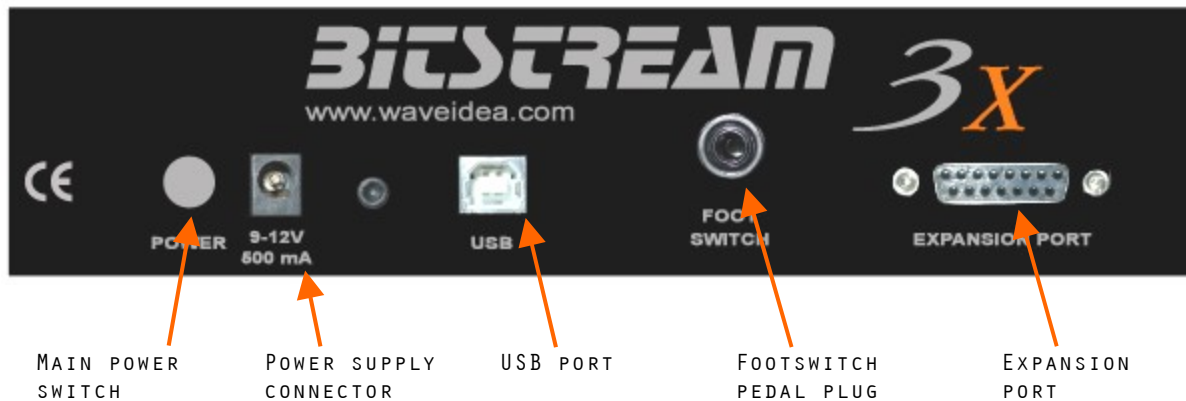 BITSTREAM
3X
www.waveidea.com
CE
POWER
9-12V
500 mA
USB
FOOT
SWITCH
EXPANSION PORT
MAIN POWER
SWITCH
POWER SUPPLY
CONNECTOR
USB PORT
FOOTSWITCH
PEDAL PLUG
EXPANSION
PORT